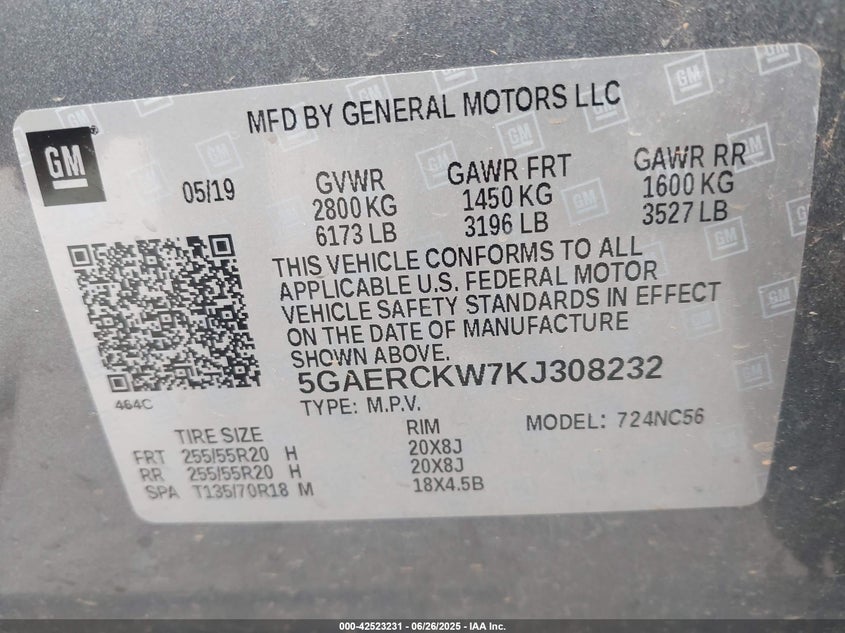 MFD BY GENERAL MOTORS LLC
GM
05/19
GVWR
2800 KG
6173 LB
GAWR FRT
1450 KG
3196 LB
GAWR RR
1600 KG
3527 LB
THIS VEHICLE CONFORMS TO ALL
APPLICABLE U.S. FEDERAL MOTOR
VEHICLE SAFETY STANDARDS IN EFFECT
ON THE DATE OF MANUFACTURE
SHOWN ABOVE.
5GAERCKW7KJ308232
TYPE: M.P.V.
MODEL: 724NC56
464C
TIRE SIZE
RIM
FRT 255/55R20 H 20X8J
RR 255/55R20 H 20X8J
SPA T135/70R18 M 18X4.5B
000-42523231 - 06/26/2025 - IAA Inc.